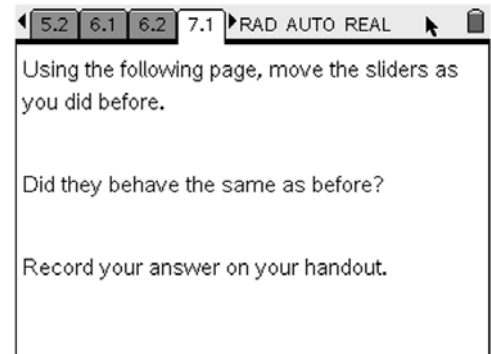 5.2 6.1 6.2 7.1 RAD AUTO REAL
Using the following page, move the sliders as
you did before.
Did they behave the same as before?
Record your answer on your handout.